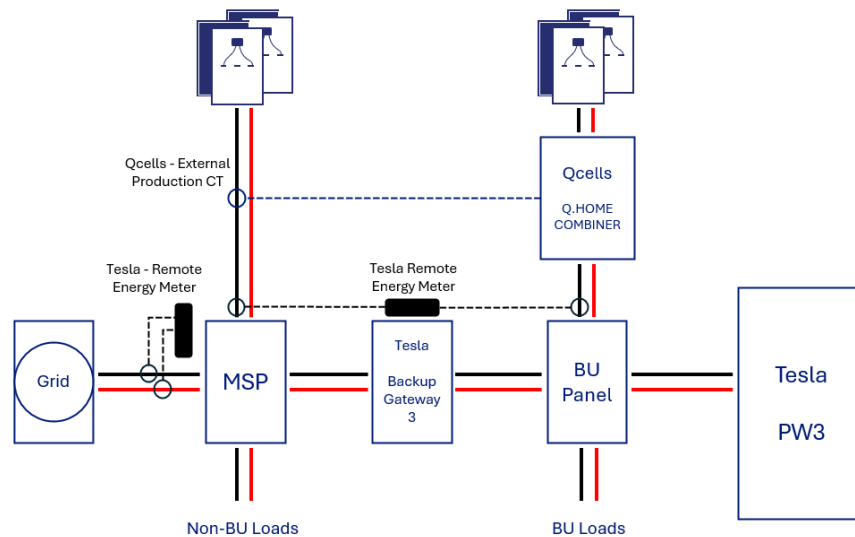 Qcells - External
Production CT
Qcells
Q.HOME
COMBINER
Tesla - Remote
Energy Meter
Tesla Remote
Energy Meter
Grid
MSP
Tesla
Backup
Gateway
3
BU
Panel
Tesla
PW3
Non-BU Loads
BU Loads